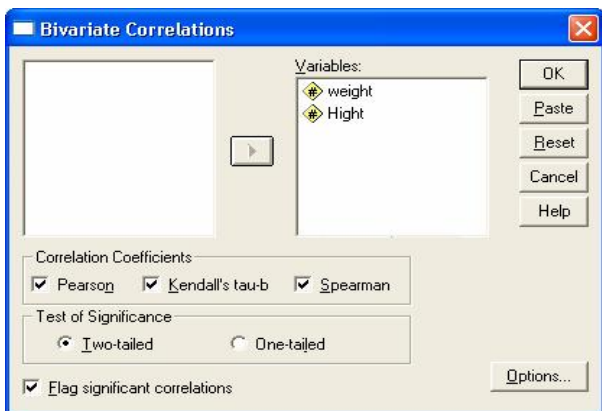 Bivariate Correlations
Variables:
weight
Hight
OK
Paste
Reset
Cancel
Help
Correlation Coefficients
Pearson Kendall's tau-b Spearman
Test of Significance
Two-tailed One-tailed
Flag significant correlations
Options...